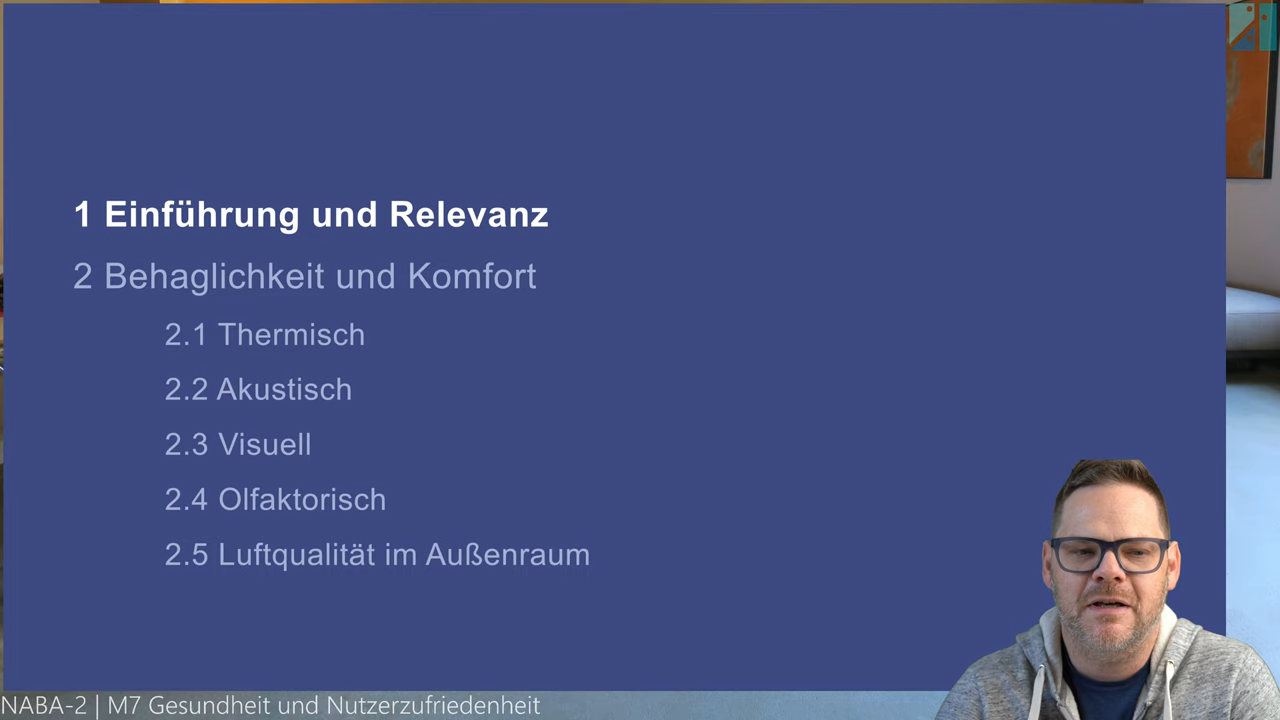 1 Einführung und Relevanz
2 Behaglichkeit und Komfort
2.1 Thermisch
2.2 Akustisch
2.3 Visuell
2.4 Olfaktorisch
2.5 Luftqualität im Außenraum
NABA-2 | M7 Gesundheit und Nutzerzufriedenheit